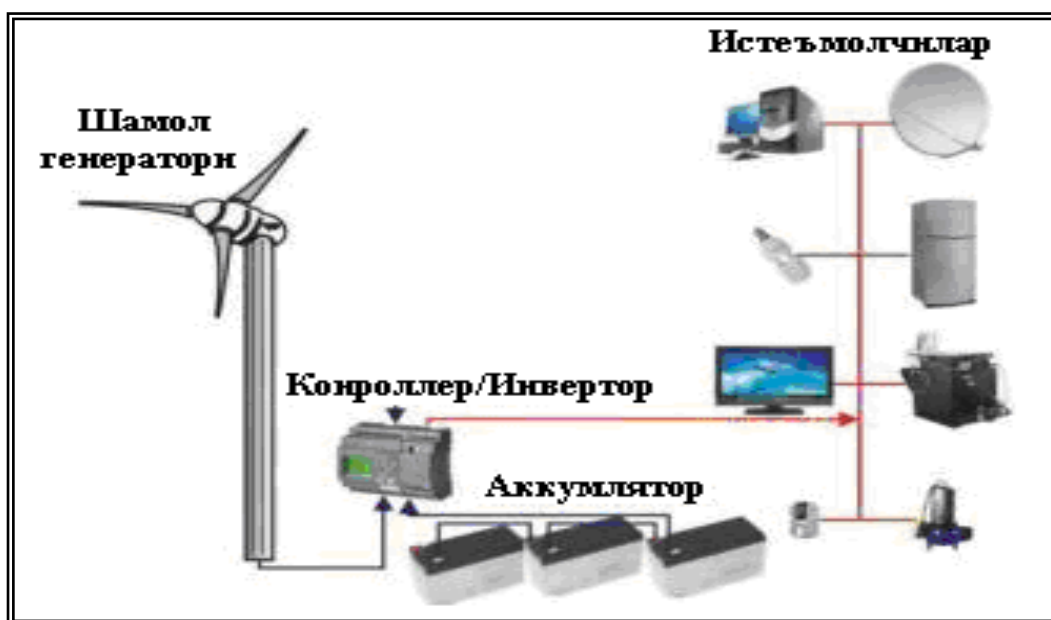 Истеъмолчилар
Шамол
генератори
Конроллер/Инвертор
Аккумлятор